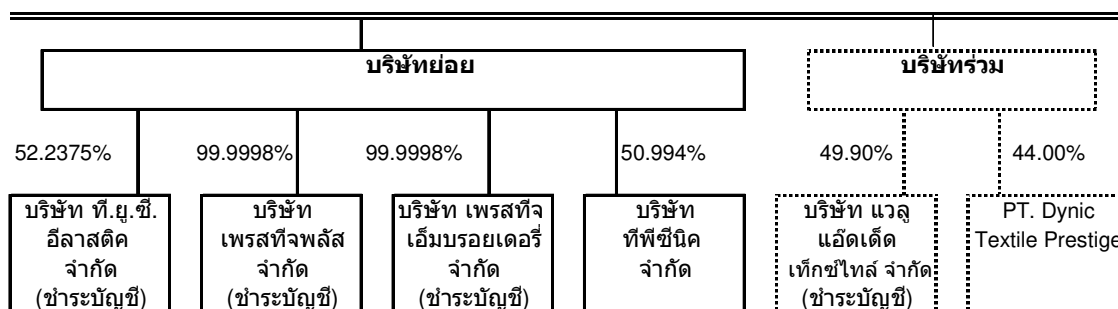 บริษัทย่อย
บริษัทร่วม
52.2375%
99.9998%
99.9998%
50.994%
49.90%
44.00%
บริษัท ที.ยู.ซี.
อีลาสติค
จำกัด
(ชำระบัญชี)
บริษัท
เพรสทีจพลัส
จำกัด
(ชำระบัญชี)
บริษัท เพรสทีจ
เอ็มบรอยเดอรี่
จำกัด
(ชำระบัญชี)
บริษัท
ทีพีซีนิค
จำกัด
บริษัท แวลู
แอ๊ดเด็ด
เท็กซ์ไทล์ จำกัด
(ชำระบัญชี)
PT. Dynic
Textile Prestige